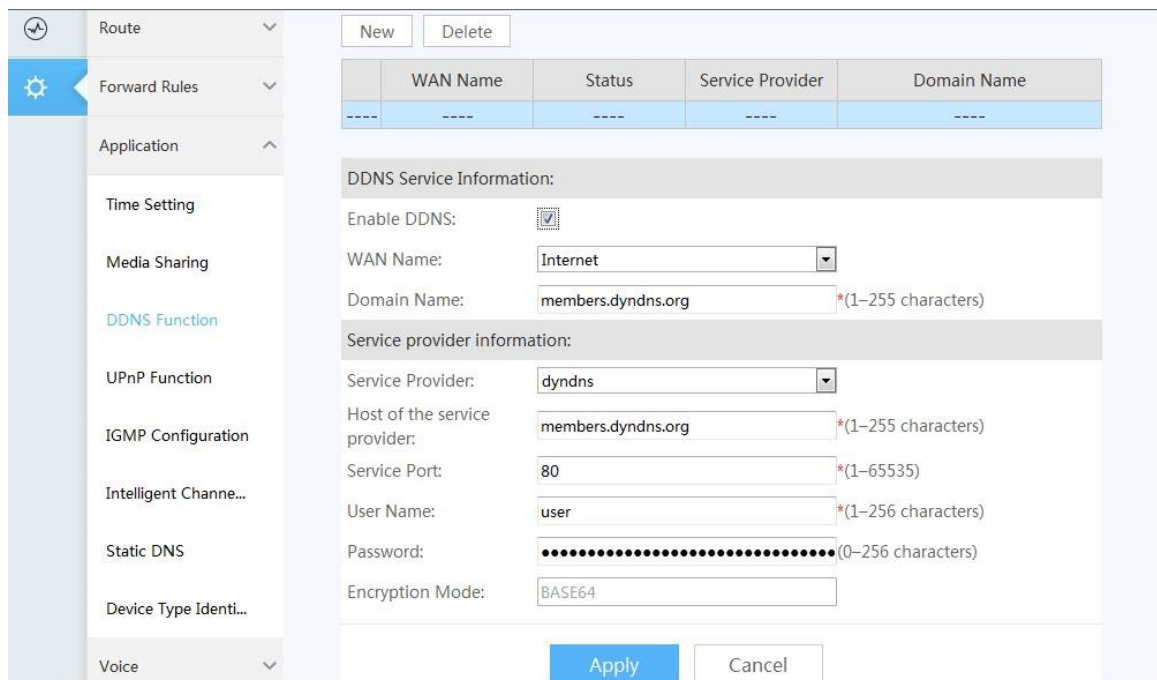 Route
Forward Rules
Application
Time Setting
Media Sharing
DDNS Function
UPnP Function
IGMP Configuration
Intelligent Channe...
Static DNS
Device Type Identi...
Voice
New Delete
WAN Name Status Service Provider Domain Name
---- ---- ---- ---- ----
DDNS Service Information:
Enable DDNS:
WAN Name: Internet
Domain Name: members.dyndns.org *(1–255 characters)
Service provider information:
Service Provider: dyndns
Host of the service
provider: members.dyndns.org *(1–255 characters)
Service Port: 80 *(1–65535)
User Name: user *(1–256 characters)
Password: ●●●●●●●●●●●●●●●●●●●●●●●●●●●●●●●● (0–256 characters)
Encryption Mode: BASE64
Apply Cancel